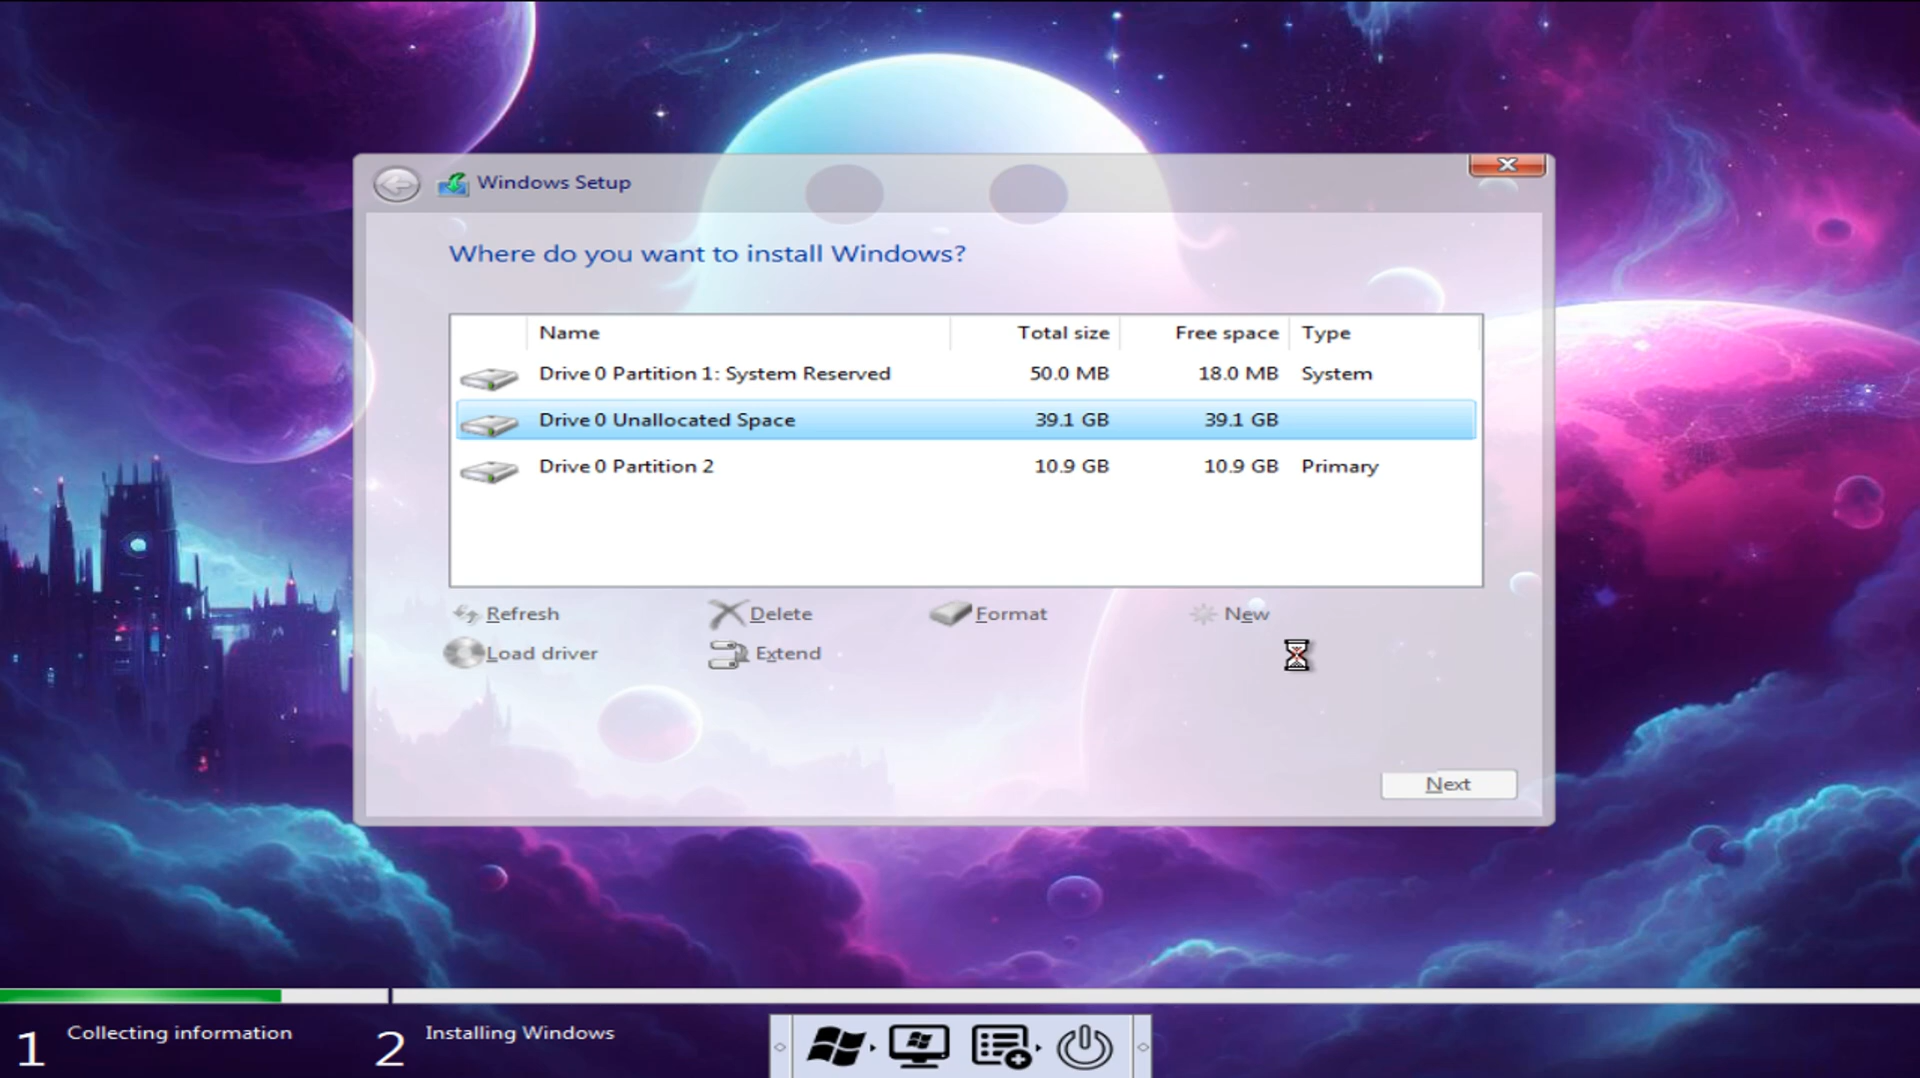 Windows Setup
Where do you want to install Windows?
Name Total size Free space Type
Drive 0 Partition 1: System Reserved 50.0 MB 18.0 MB System
Drive 0 Unallocated Space 39.1 GB 39.1 GB
Drive 0 Partition 2 10.9 GB 10.9 GB Primary
Refresh Delete Format New
Load driver Extend
Next
1 Collecting information 2 Installing Windows